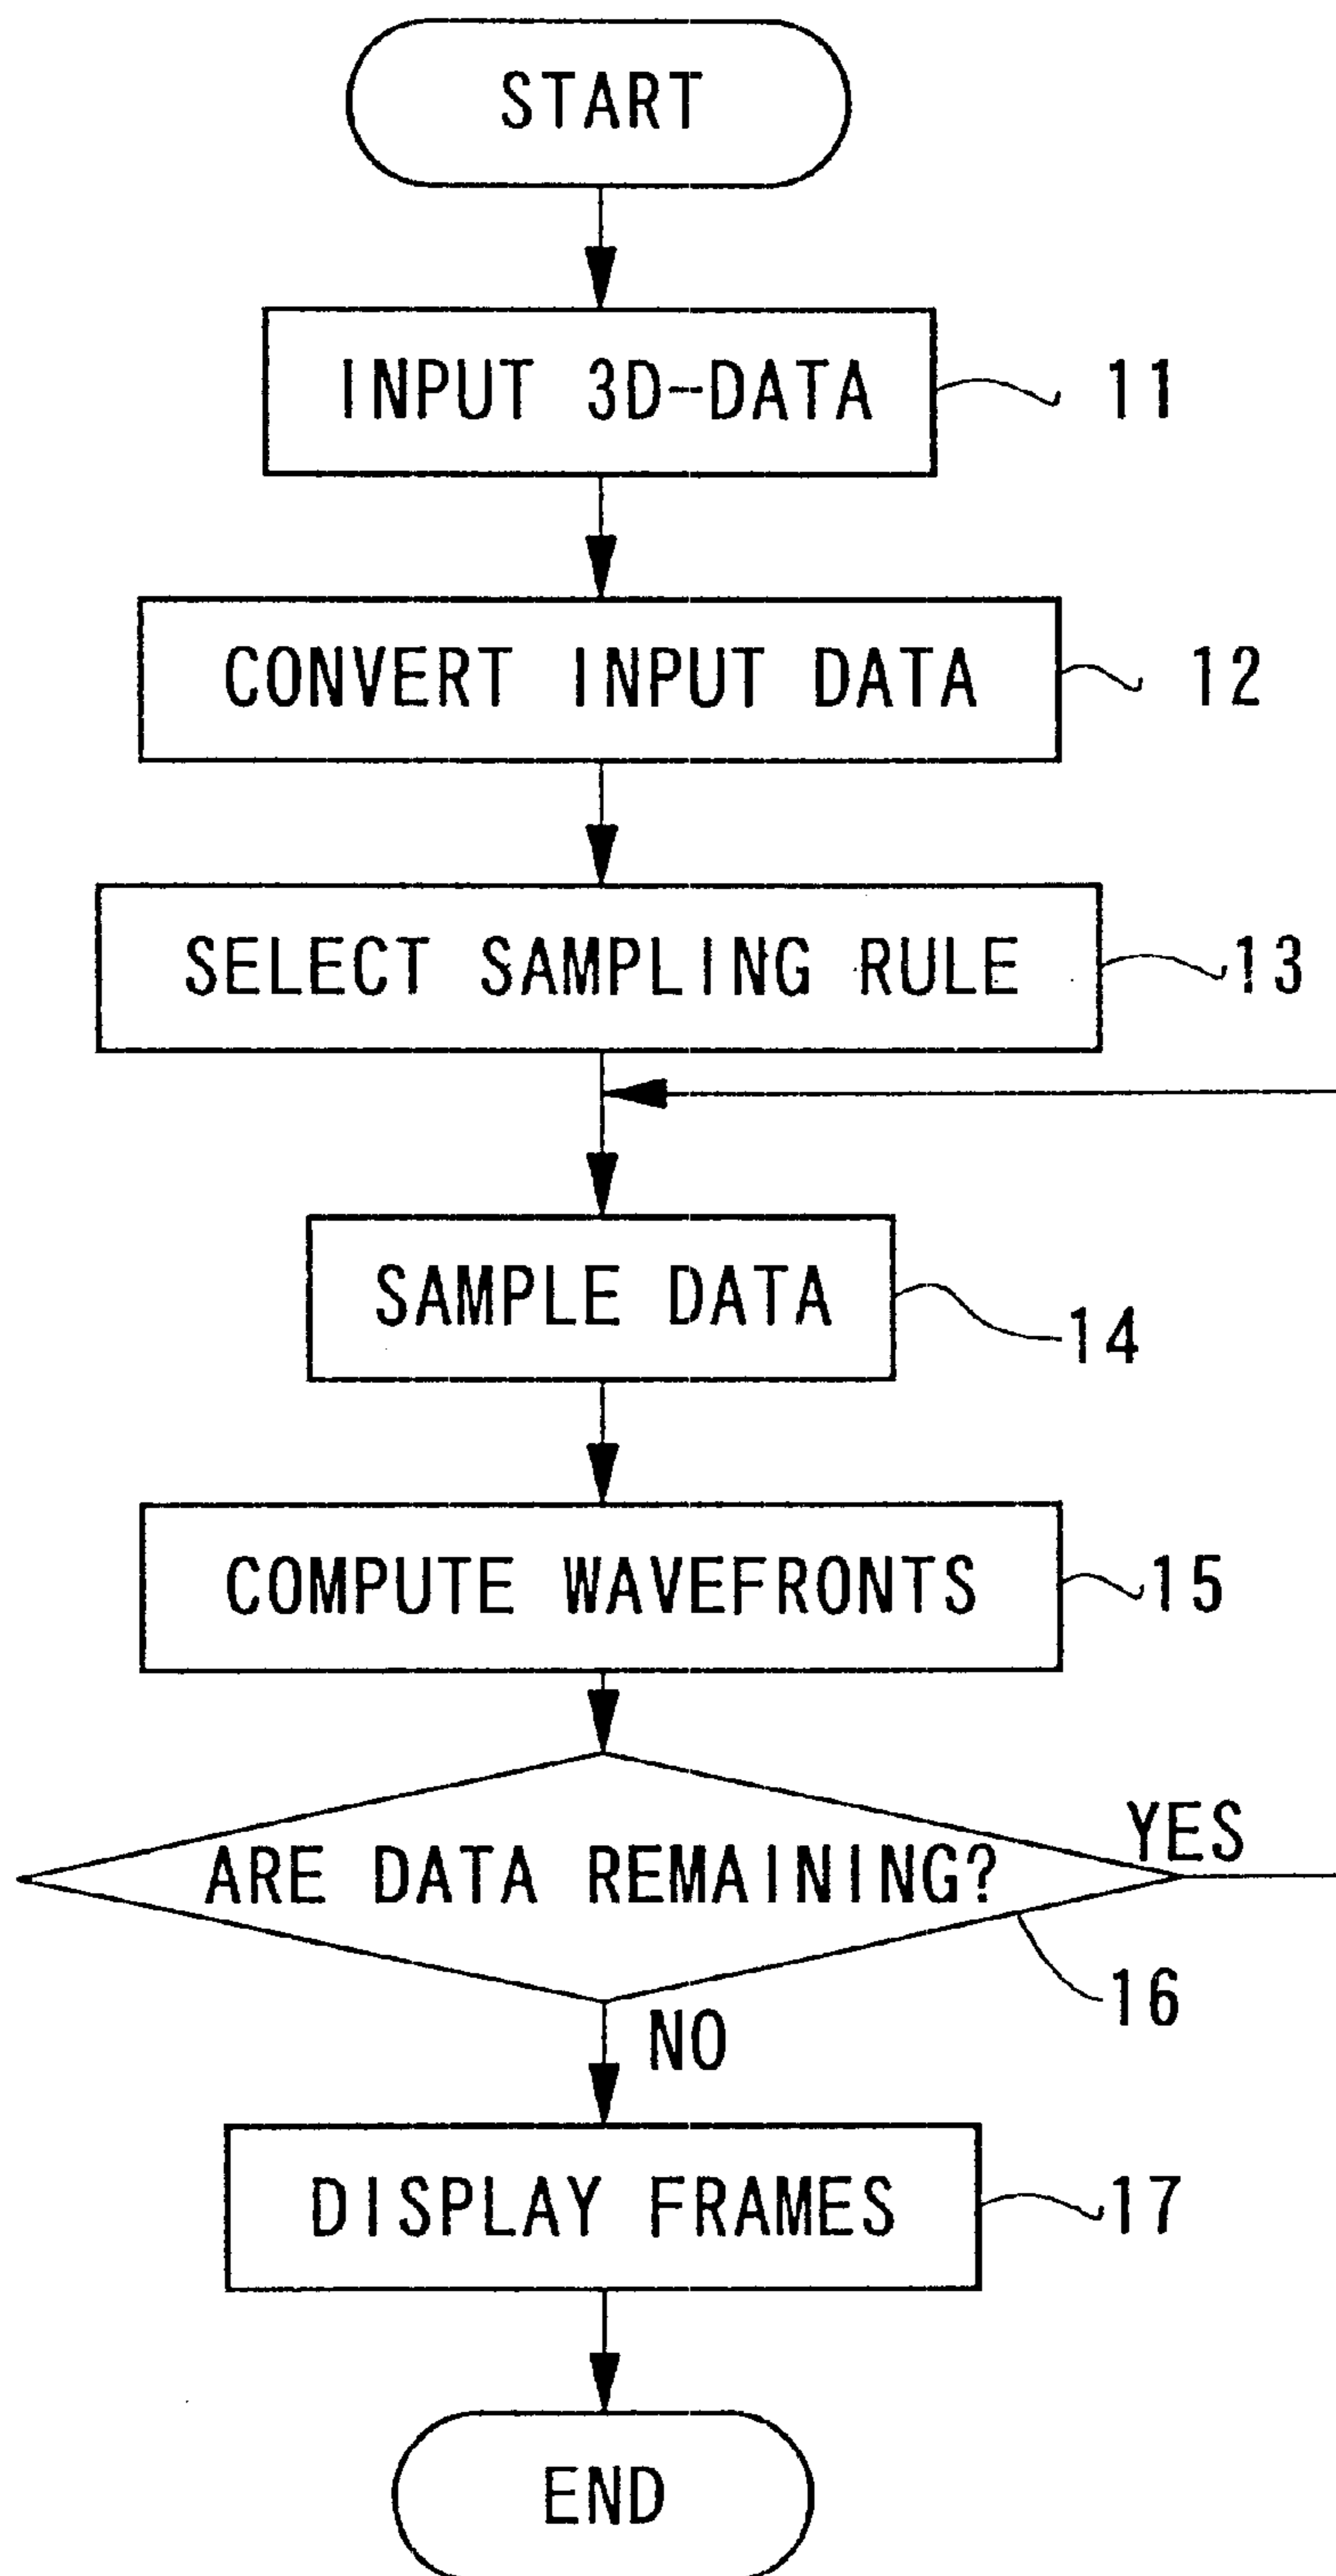 START
INPUT 3D-DATA 11
CONVERT INPUT DATA 12
SELECT SAMPLING RULE 13
SAMPLE DATA 14
COMPUTE WAVEFRONTS 15
ARE DATA REMAINING? YES
16
NO
DISPLAY FRAMES 17
END